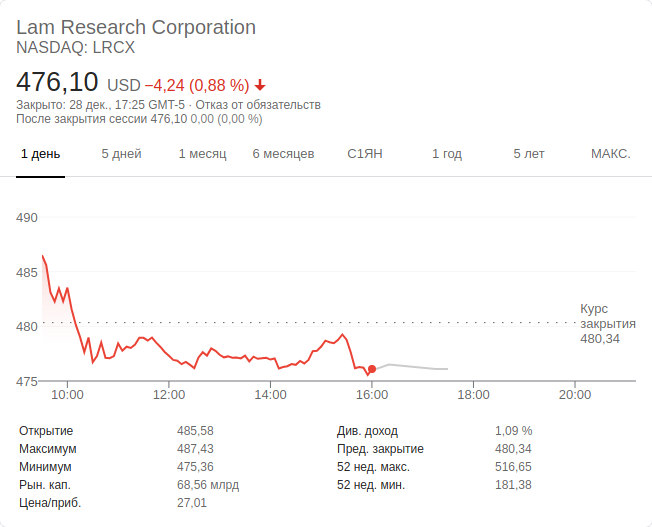 Lam Research Corporation
NASDAQ: LRCX
476,10 USD −4,24 (0,88 %)
Закрыто: 28 дек., 17:25 GMT-5 · Отказ от обязательств
После закрытия сессии 476,10 0,00 (0,00 %)
1 день 5 дней 1 месяц 6 месяцев С1ЯН 1 год 5 лет МАКС.
490
485
Курс
480 закрытия
480,34
475
10:00 12:00 14:00 16:00 18:00 20:00
Открытие 485,58 Див. доход 1,09 %
Максимум 487,43 Пред. закрытие 480,34
Минимум 475,36 52 нед. макс. 516,65
Рын. кап. 68,56 млрд 52 нед. мин. 181,38
Цена/приб. 27,01